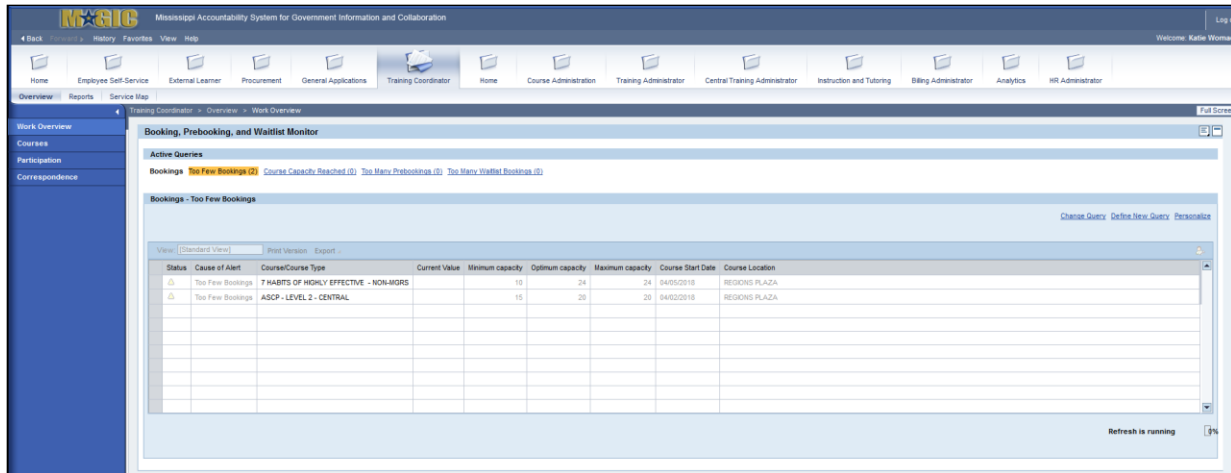 MAGIC Mississippi Accountability System for Government Information and Collaboration Log
Back Forward History Favorites View Help Welcome: Katie
Home Employee Self-Service External Learner Procurement General Applications Training Coordinator Home Course Administration Training Administrator Central Training Administrator Instruction and Tutoring Billing Administrator Analytics HR Administrator
Overview Reports Service Map
Training Coordinator > Overview > Work Overview Full
Work Overview
Courses
Participation
Correspondence
Booking, Prebooking, and Waitlist Monitor
Active Queries
Bookings Too Few Bookings (2) Course Capacity Reached (0) Too Many Prebookings (0) Too Many Waitlist Bookings (0)
Bookings - Too Few Bookings
Change Query Define New Query Personalize
View: [Standard View] Print Version Export
Status Cause of Alert Course/Course Type Current Value Minimum capacity Optimum capacity Maximum capacity Course Start Date Course Location
Too Few Bookings 7 HABITS OF HIGHLY EFFECTIVE - NON-MGRS 10 24 24 04/05/2018 REGIONS PLAZA
Too Few Bookings ASCP - LEVEL 2 - CENTRAL 15 20 20 04/02/2018 REGIONS PLAZA
Refresh is running 0%